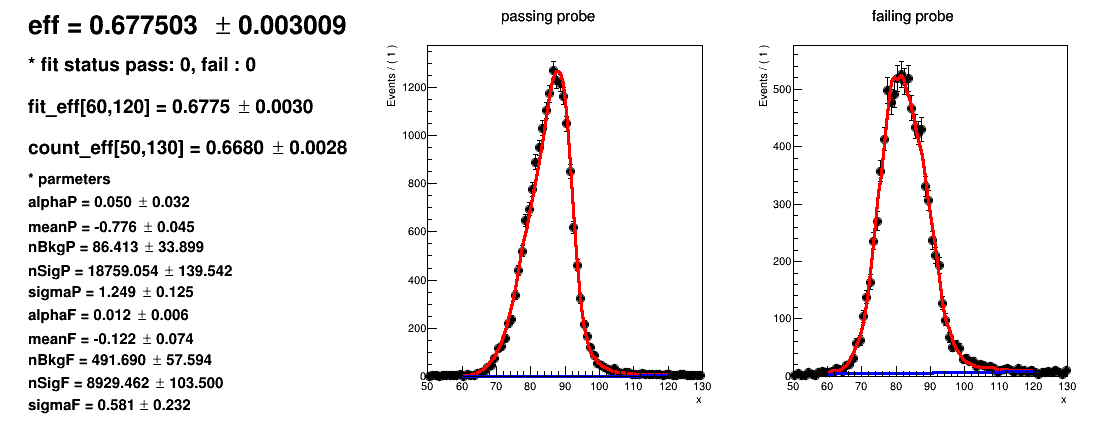 eff = 0.677503 ± 0.003009
* fit status pass: 0, fail : 0
fit_eff[60,120] = 0.6775 ± 0.0030
count_eff[50,130] = 0.6680 ± 0.0028
* parmeters
alphaP = 0.050 ± 0.032
meanP = -0.776 ± 0.045
nBkgP = 86.413 ± 33.899
nSigP = 18759.054 ± 139.542
sigmaP = 1.249 ± 0.125
alphaF = 0.012 ± 0.006
meanF = -0.122 ± 0.074
nBkgF = 491.690 ± 57.594
nSigF = 8929.462 ± 103.500
sigmaF = 0.581 ± 0.232
passing probe
Events / ( 1 )
1200
1000
800
600
400
200
0
50 60 70 80 90 100 110 120 130
x
failing probe
Events / ( 1 )
500
400
300
200
100
0
50 60 70 80 90 100 110 120 130
x